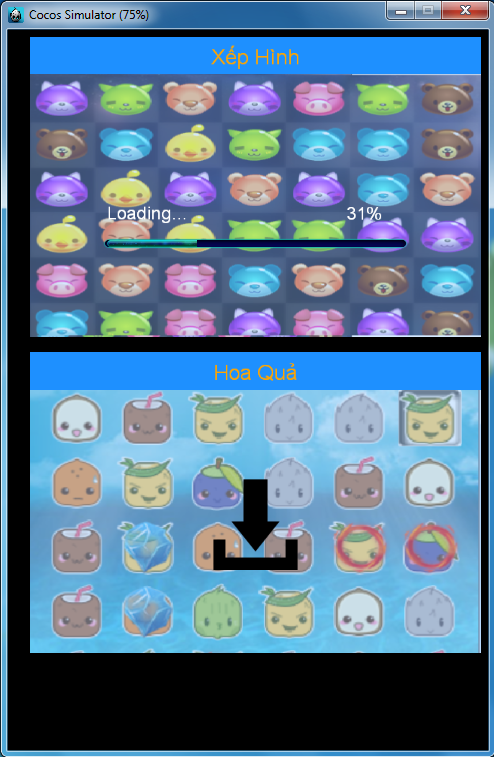 Cocos Simulator (75%)
Xếp Hình
Loading... 31%
Hoa Quả